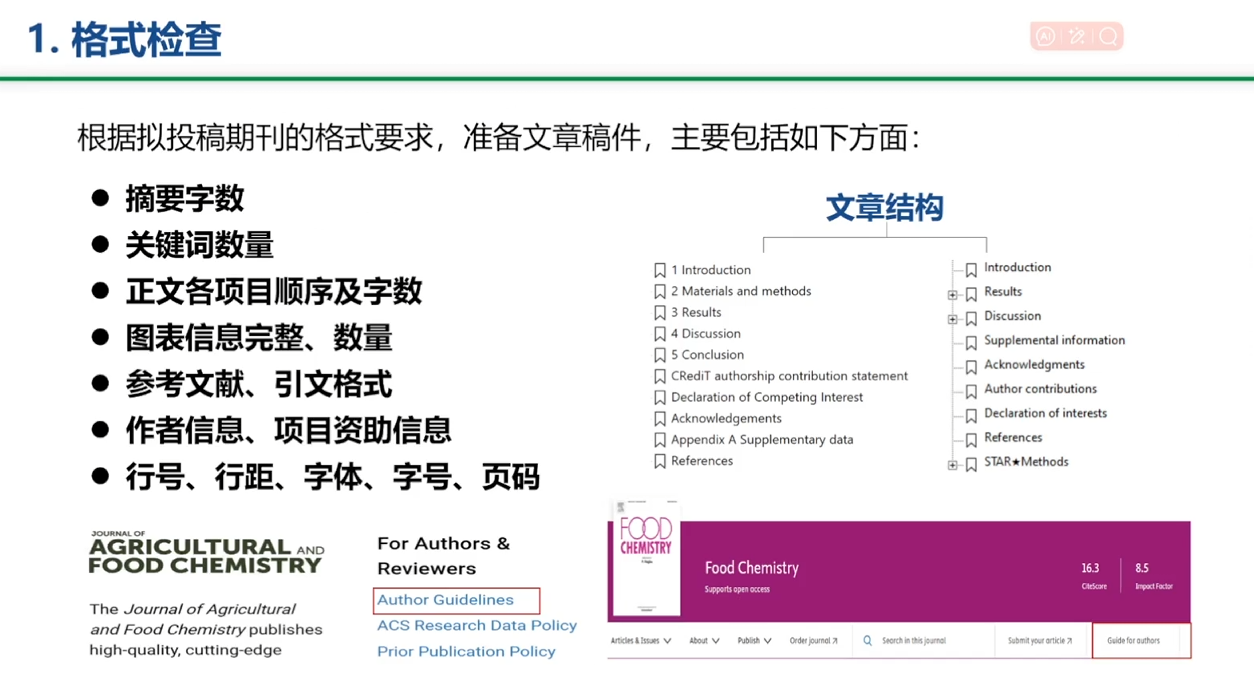 1. 格式检查
AI
根据拟投稿期刊的格式要求，准备文章稿件，主要包括如下方面：
● 摘要字数
● 关键词数量
● 正文各项目顺序及字数
● 图表信息完整、数量
● 参考文献、引文格式
● 作者信息、项目资助信息
● 行号、行距、字体、字号、页码
文章结构
1 Introduction
2 Materials and methods
3 Results
4 Discussion
5 Conclusion
CRediT authorship contribution statement
Declaration of Competing Interest
Acknowledgements
Appendix A Supplementary data
References
Introduction
Results
Discussion
Supplemental information
Acknowledgments
Author contributions
Declaration of interests
References
STAR★Methods
JOURNAL OF
AGRICULTURAL AND
FOOD CHEMISTRY
The Journal of Agricultural
and Food Chemistry publishes
high-quality, cutting-edge
For Authors &
Reviewers
Author Guidelines
ACS Research Data Policy
Prior Publication Policy
FOOD
CHEMISTRY
Food Chemistry
Supports open access
16.3
CiteScore
8.5
Impact Factor
Articles & Issues
About
Publish
Order journal
Search in this journal
Submit your article
Guide for authors